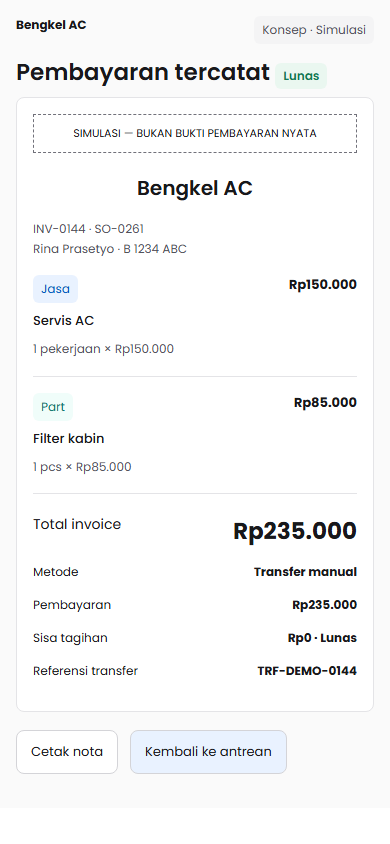 Bengkel AC
Konsep · Simulasi
Pembayaran tercatat Lunas
SIMULASI — BUKAN BUKTI PEMBAYARAN NYATA
Bengkel AC
INV-0144 · SO-0261
Rina Prasetyo · B 1234 ABC
Jasa Rp150.000
Servis AC
1 pekerjaan × Rp150.000
Part Rp85.000
Filter kabin
1 pcs × Rp85.000
Total invoice Rp235.000
Metode Transfer manual
Pembayaran Rp235.000
Sisa tagihan Rp0 · Lunas
Referensi transfer TRF-DEMO-0144
Cetak nota Kembali ke antrean